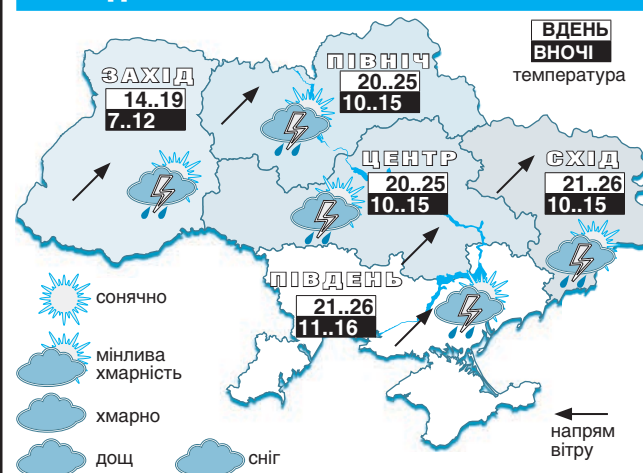 ВДЕНЬ
ВНОЧІ
температура
ЗАХІД
14..19
7..12
ПІВНІЧ
20..25
10..15
ЦЕНТР
20..25
10..15
СХІД
21..26
10..15
ПІВДЕНЬ
21..26
11..16
сонячно
мінлива
хмарність
хмарно
дощ
сніг
напрям
вітру